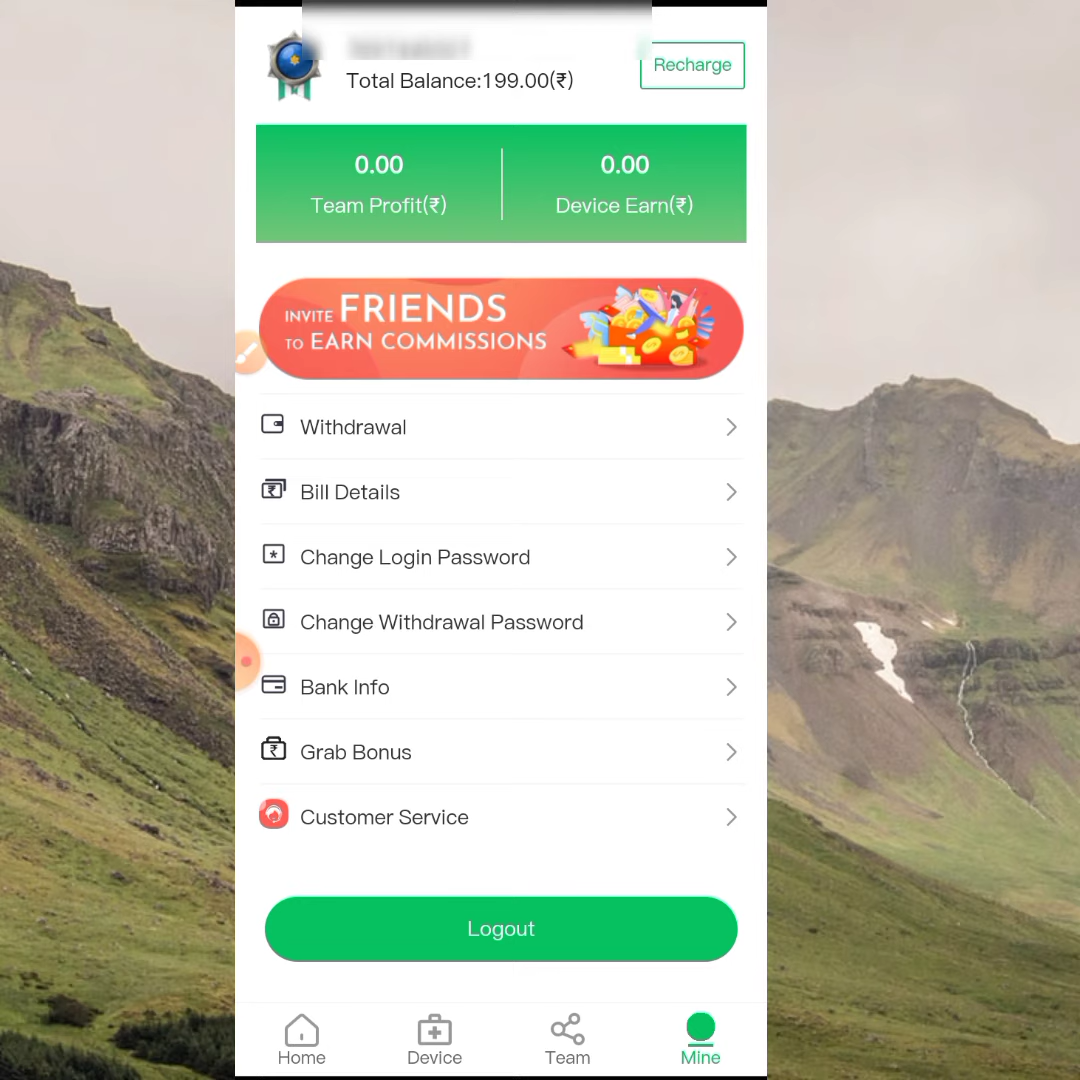 Total Balance:199.00(₹)
Recharge
0.00
Team Profit(₹)
0.00
Device Earn(₹)
INVITE FRIENDS
TO EARN COMMISSIONS
Withdrawal
Bill Details
Change Login Password
Change Withdrawal Password
Bank Info
Grab Bonus
Customer Service
Logout
Home
Device
Team
Mine